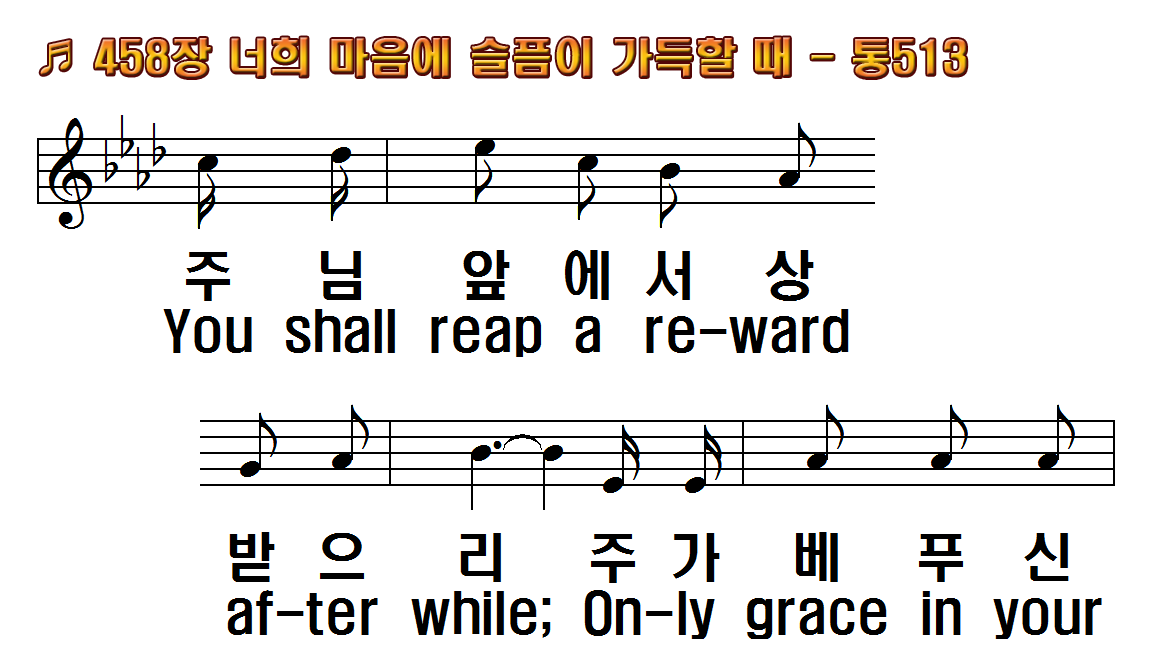 ♬ 458장 너희 마음에 슬픔이 가득할 때 - 통513
주 님 앞 에 서 상
You shall reap a re-ward
받 으 리 주 가 베 푸 신
af-ter while; On-ly grace in your